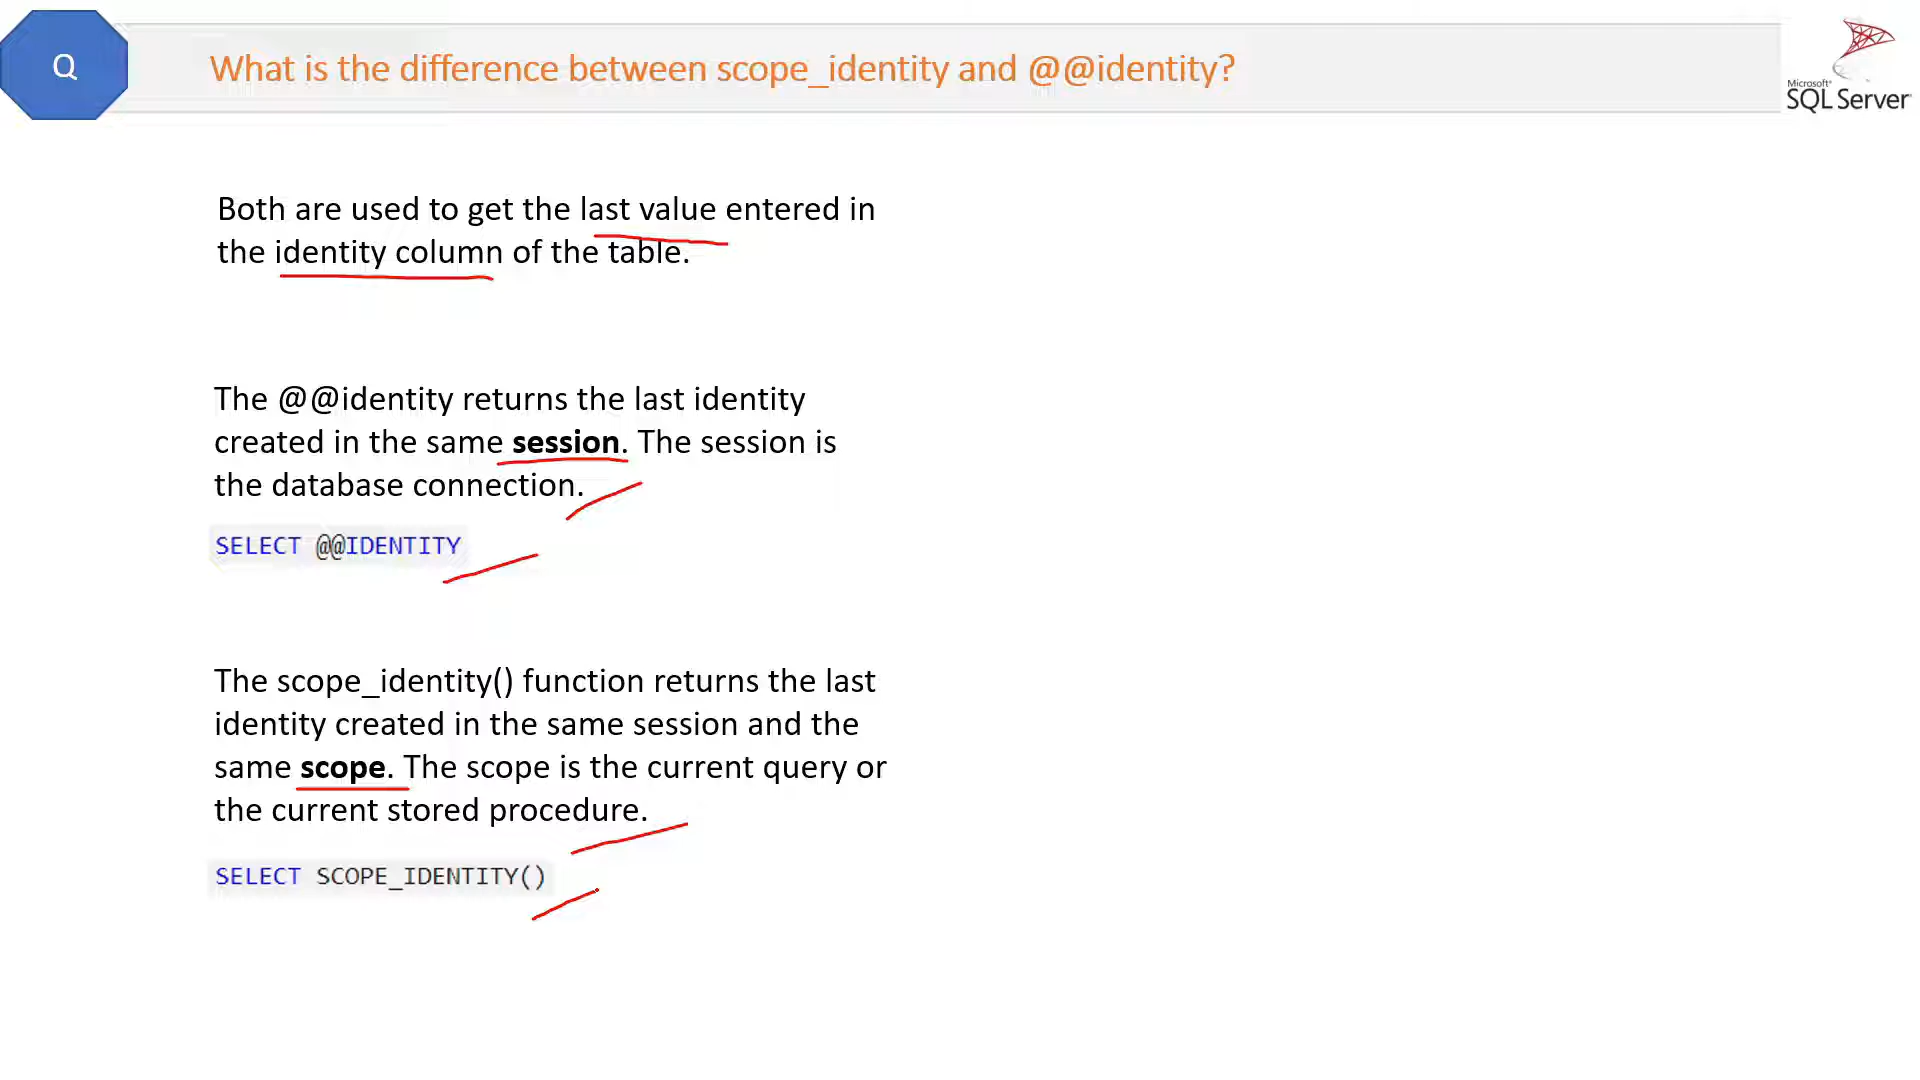 Q
What is the difference between scope_identity and @@identity?
Microsoft®
SQL Server
Both are used to get the last value entered in
the identity column of the table.
The @@identity returns the last identity
created in the same session. The session is
the database connection.
SELECT @@IDENTITY
The scope_identity() function returns the last
identity created in the same session and the
same scope. The scope is the current query or
the current stored procedure.
SELECT SCOPE_IDENTITY()